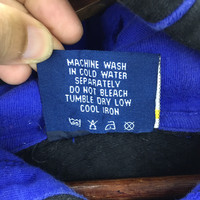 MACHINE WASH
IN COLD WATER
SEPARATELY
DO NOT BLEACH
TUMBLE DRY LOW
COOL IRON